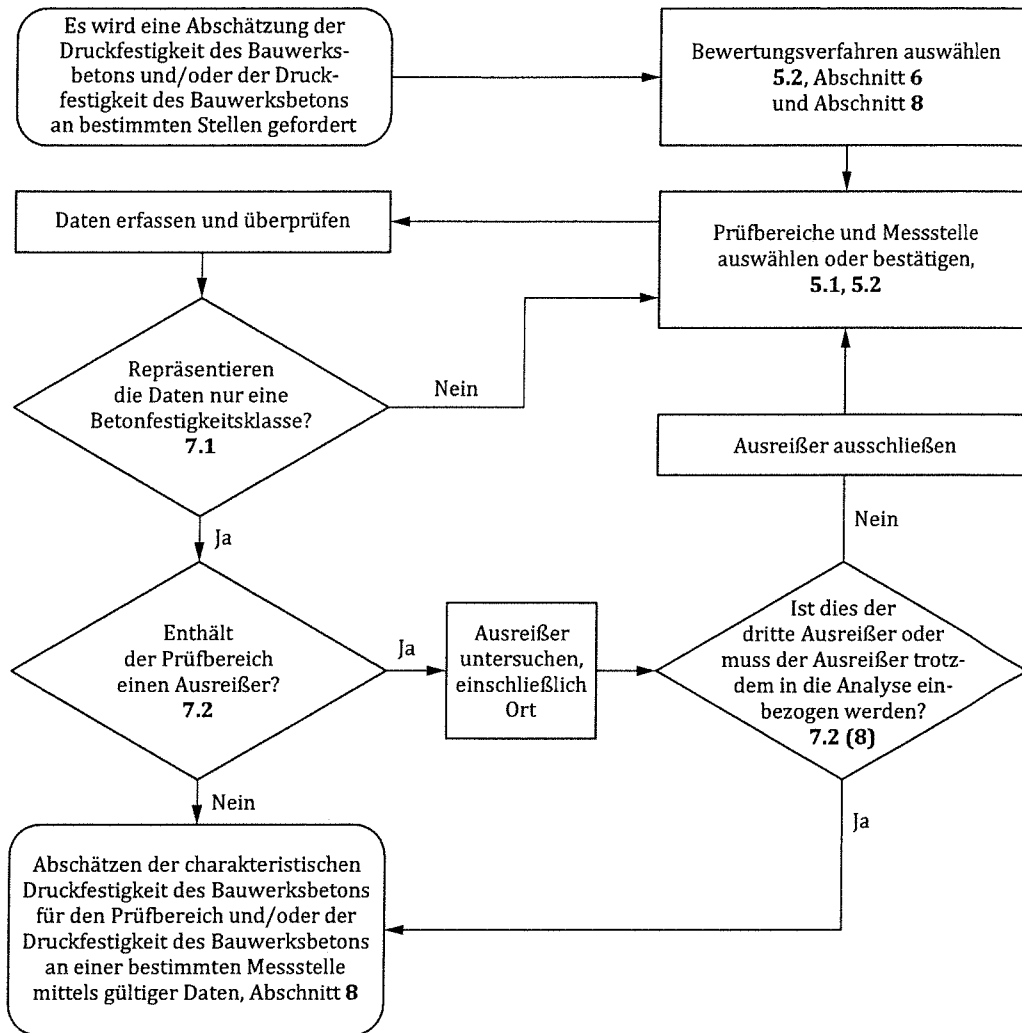 Es wird eine Abschätzung der
Druckfestigkeit des Bauwerks-
betons und/oder der Druck-
festigkeit des Bauwerksbetons
an bestimmten Stellen gefordert
Bewertungsverfahren auswählen
5.2, Abschnitt 6
und Abschnitt 8
Daten erfassen und überprüfen
Prüfbereiche und Messstelle
auswählen oder bestätigen,
5.1, 5.2
Repräsentieren
die Daten nur eine
Betonfestigkeitsklasse?
7.1
Nein
Ja
Ausreißer ausschließen
Nein
Enthält
der Prüfbereich
einen Ausreißer?
7.2
Ja
Ausreißer
untersuchen,
einschließlich
Ort
Ist dies der
dritte Ausreißer oder
muss der Ausreißer trotz-
dem in die Analyse ein-
bezogen werden?
7.2 (8)
Nein
Ja
Abschätzen der charakteristischen
Druckfestigkeit des Bauwerksbetons
für den Prüfbereich und/oder der
Druckfestigkeit des Bauwerksbetons
an einer bestimmten Messstelle
mittels gültiger Daten, Abschnitt 8